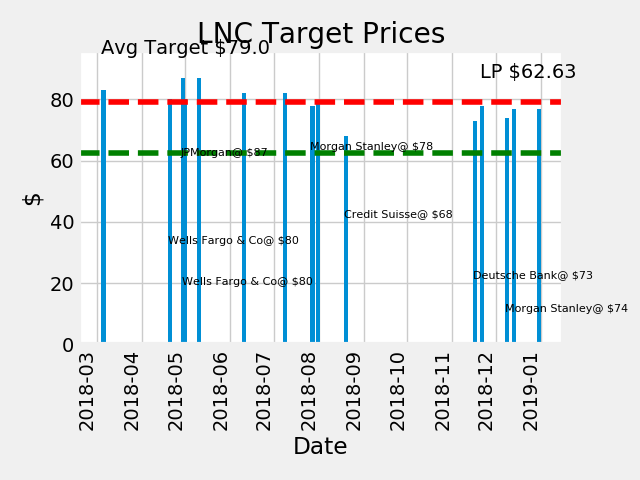 LNC Target Prices
Avg Target $79.0
LP $62.63
80
60
40
20
0
$
JPMorgan@ $87
Morgan Stanley@ $78
Credit Suisse@ $68
Wells Fargo & Co@ $80
Wells Fargo & Co@ $80
Deutsche Bank@ $73
Morgan Stanley@ $74
2018-03
2018-04
2018-05
2018-06
2018-07
2018-08
2018-09
2018-10
2018-11
2018-12
2019-01
Date